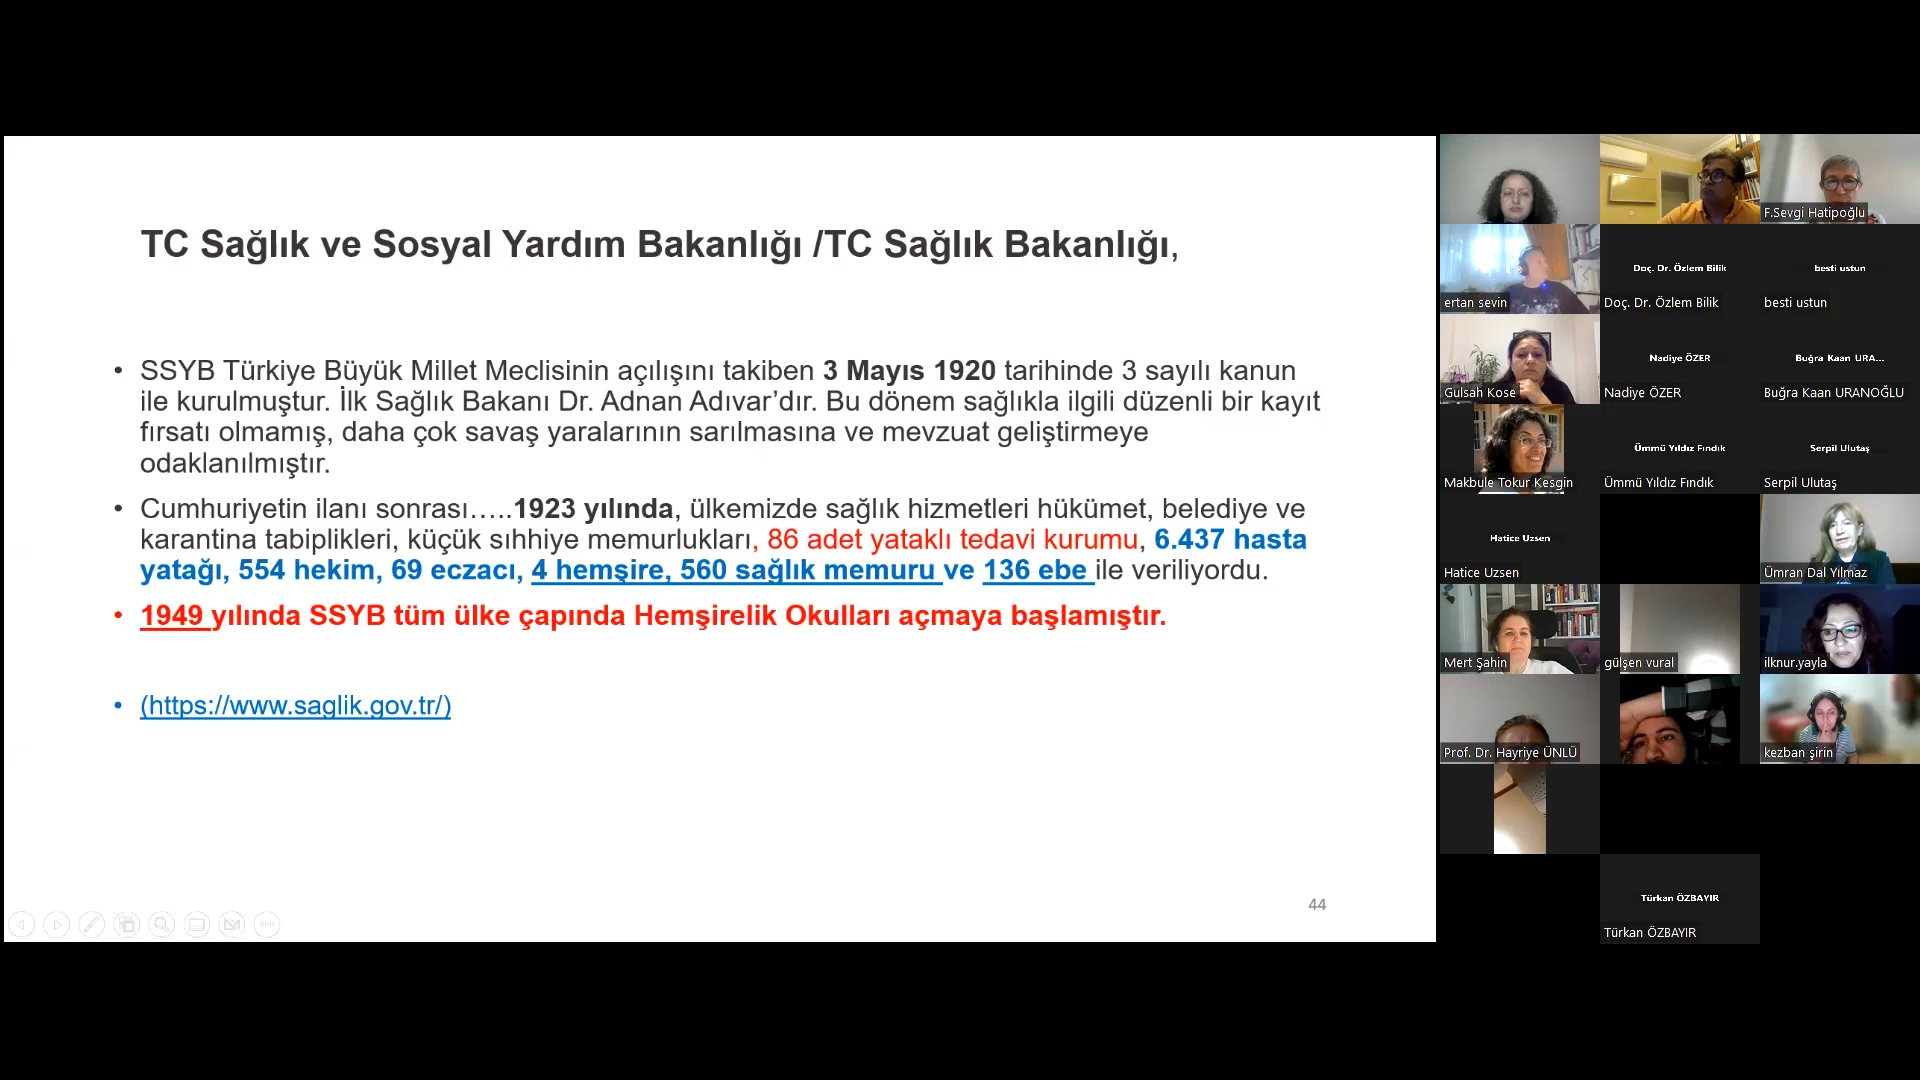 TC Sağlık ve Sosyal Yardım Bakanlığı /TC Sağlık Bakanlığı,
• SSYB Türkiye Büyük Millet Meclisinin açılışını takiben 3 Mayıs 1920 tarihinde 3 sayılı kanun
ile kurulmuştur. İlk Sağlık Bakanı Dr. Adnan Adıvar’dır. Bu dönem sağlıkla ilgili düzenli bir kayıt
fırsatı olmamış, daha çok savaş yaralarının sarılmasına ve mevzuat geliştirmeye
odaklanılmıştır.
• Cumhuriyetin ilanı sonrası…..1923 yılında, ülkemizde sağlık hizmetleri hükümet, belediye ve
karantina tabiplikleri, küçük sıhhiye memurlukları, 86 adet yataklı tedavi kurumu, 6.437 hasta
yatağı, 554 hekim, 69 eczacı, 4 hemşire, 560 sağlık memuru ve 136 ebe ile veriliyordu.
• 1949 yılında SSYB tüm ülke çapında Hemşirelik Okulları açmaya başlamıştır.
• (https://www.saglik.gov.tr/)
44
F.Sevgi Hatipoğlu
ertan sevin
Doç. Dr. Özlem Bilik
Doç. Dr. Özlem Bilik
besti ustun
besti ustun
Gulsah Kose
Nadiye ÖZER
Nadiye ÖZER
Buğra Kaan URA...
Buğra Kaan URANOĞLU
Makbule Tokur Kesgin
Ümmü Yıldız Fındık
Ümmü Yıldız Fındık
Serpil Ulutaş
Serpil Ulutaş
Hatice Uzsen
Hatice Uzsen
Ümran Dal Yılmaz
Mert Şahin
gülşen vural
ilknur.yayla
Prof. Dr. Hayriye ÜNLÜ
kezban şirin
Türkan ÖZBAYIR
Türkan ÖZBAYIR